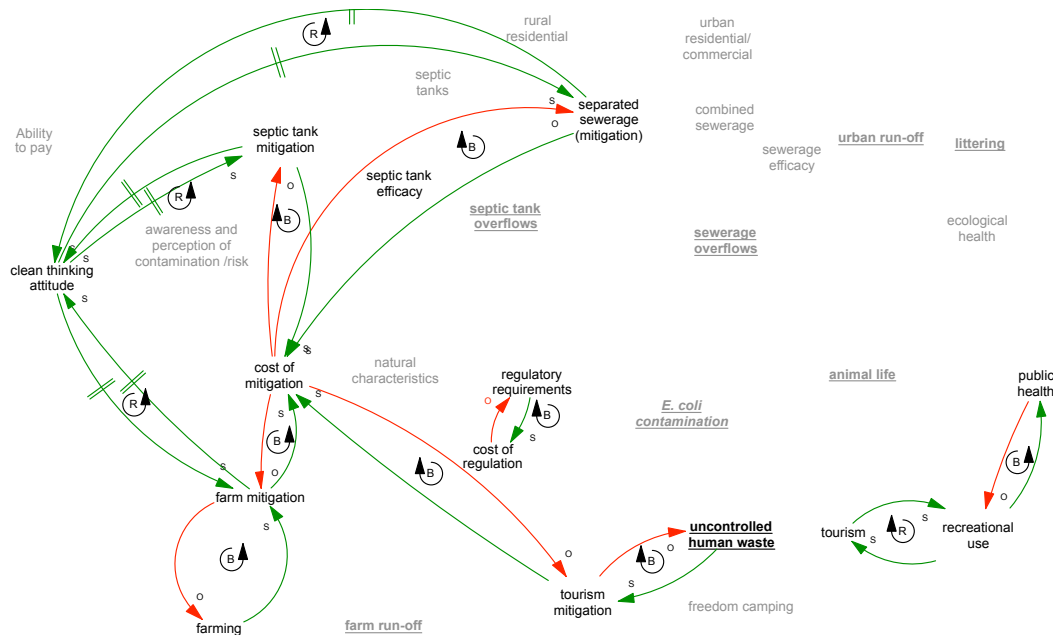 rural
residential
urban
residential/
commercial
R
septic
tanks
S
O
separated
sewerage
(mitigation)
combined
sewerage
sewerage
efficacy
urban run-off
littering
Ability
to pay
septic tank
mitigation
B
septic tank
efficacy
S
R
O
B
septic tank
overflows
sewerage
overflows
ecological
health
awareness and
perception of
contamination /risk
S
S
clean thinking
attitude
S
S
S
cost of
mitigation
S
natural
characteristics
regulatory
requirements
O
B
S
cost of
regulation
animal life
public
health
E. coli
contamination
R
S
B
B
S
O
farm mitigation
S
B
O
farming
farm run-off
O
tourism
mitigation
B
O
S
uncontrolled
human waste
freedom camping
tourism
R
S
S
B
O
recreational
use